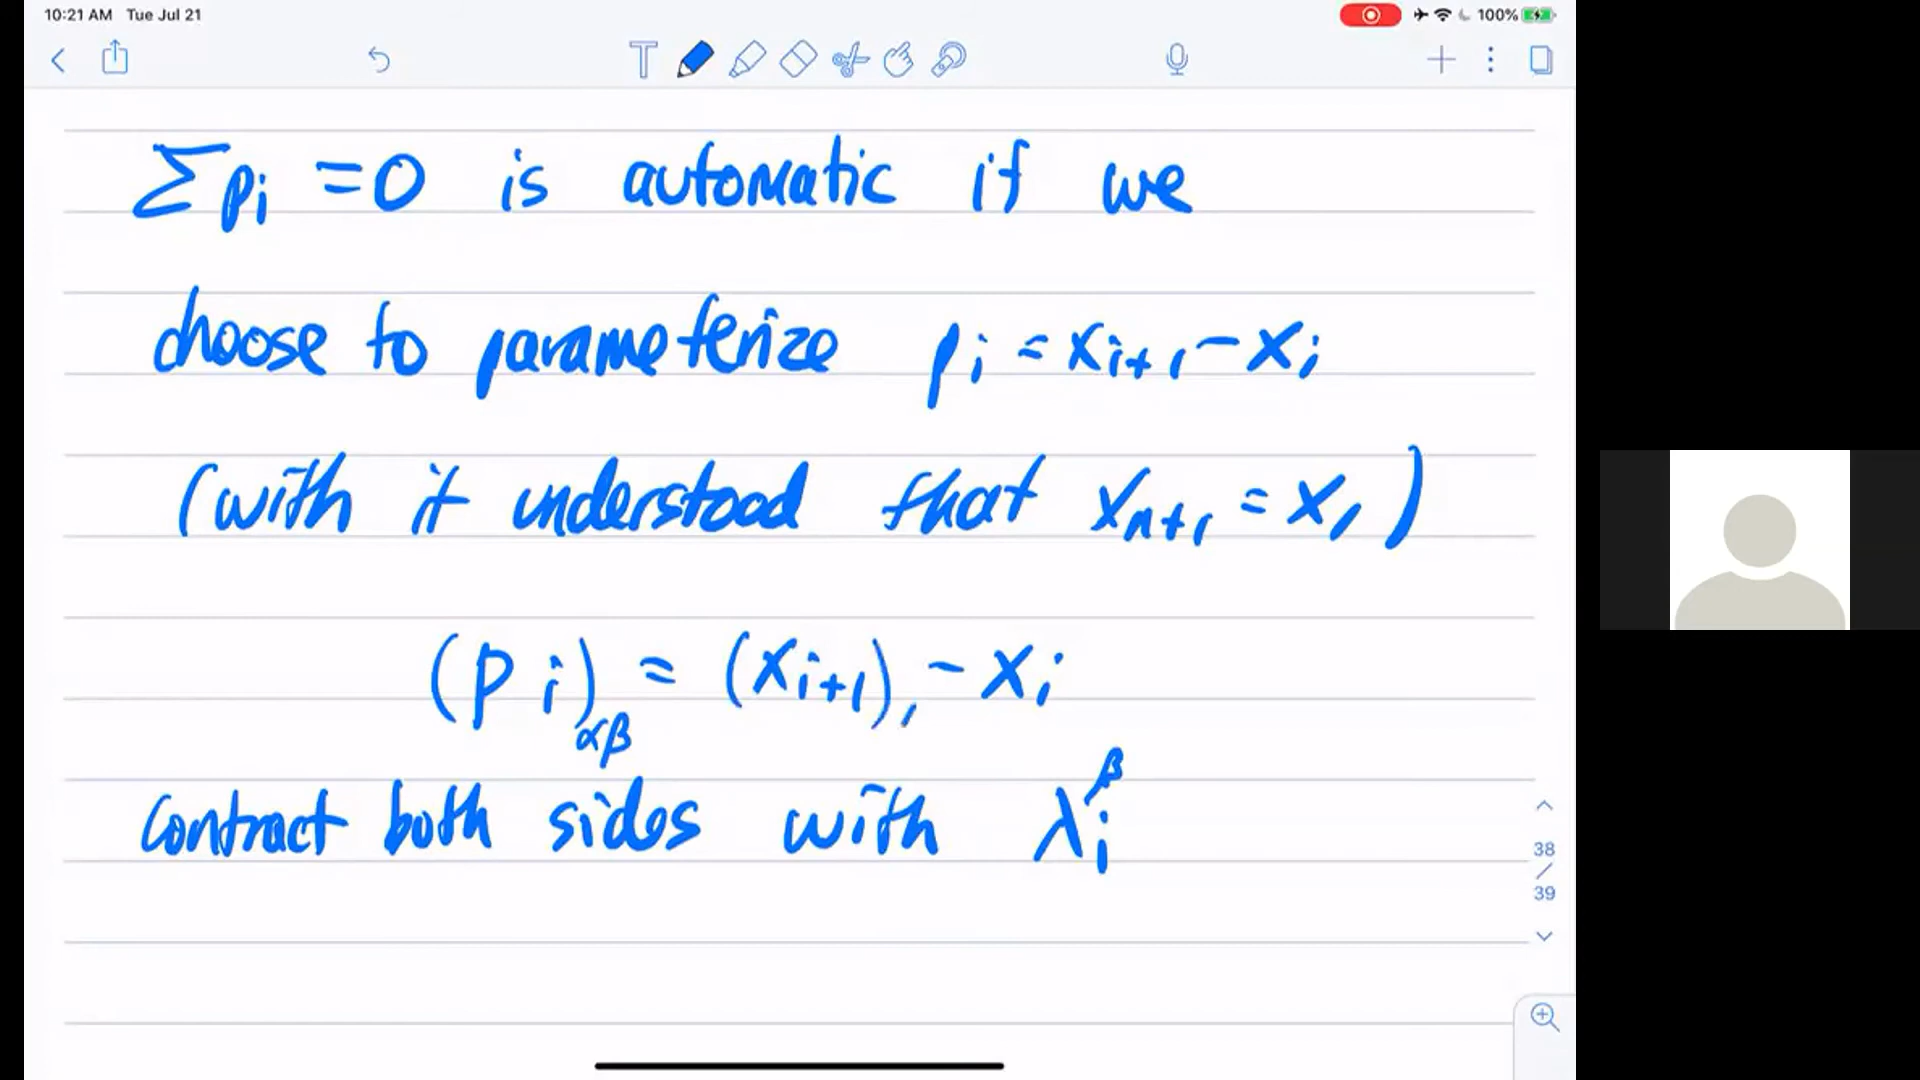 10:21 AM Tue Jul 21
100%
T
Σpᵢ = 0 is automatic if we
choose to parameterize pᵢ = xᵢ₊₁ - xᵢ
(with it understood that xₙ₊₁ = x₁)
(pᵢ)αβ = (xᵢ₊₁), - xᵢ
contract both sides with λᵢᵝ
38
/
39